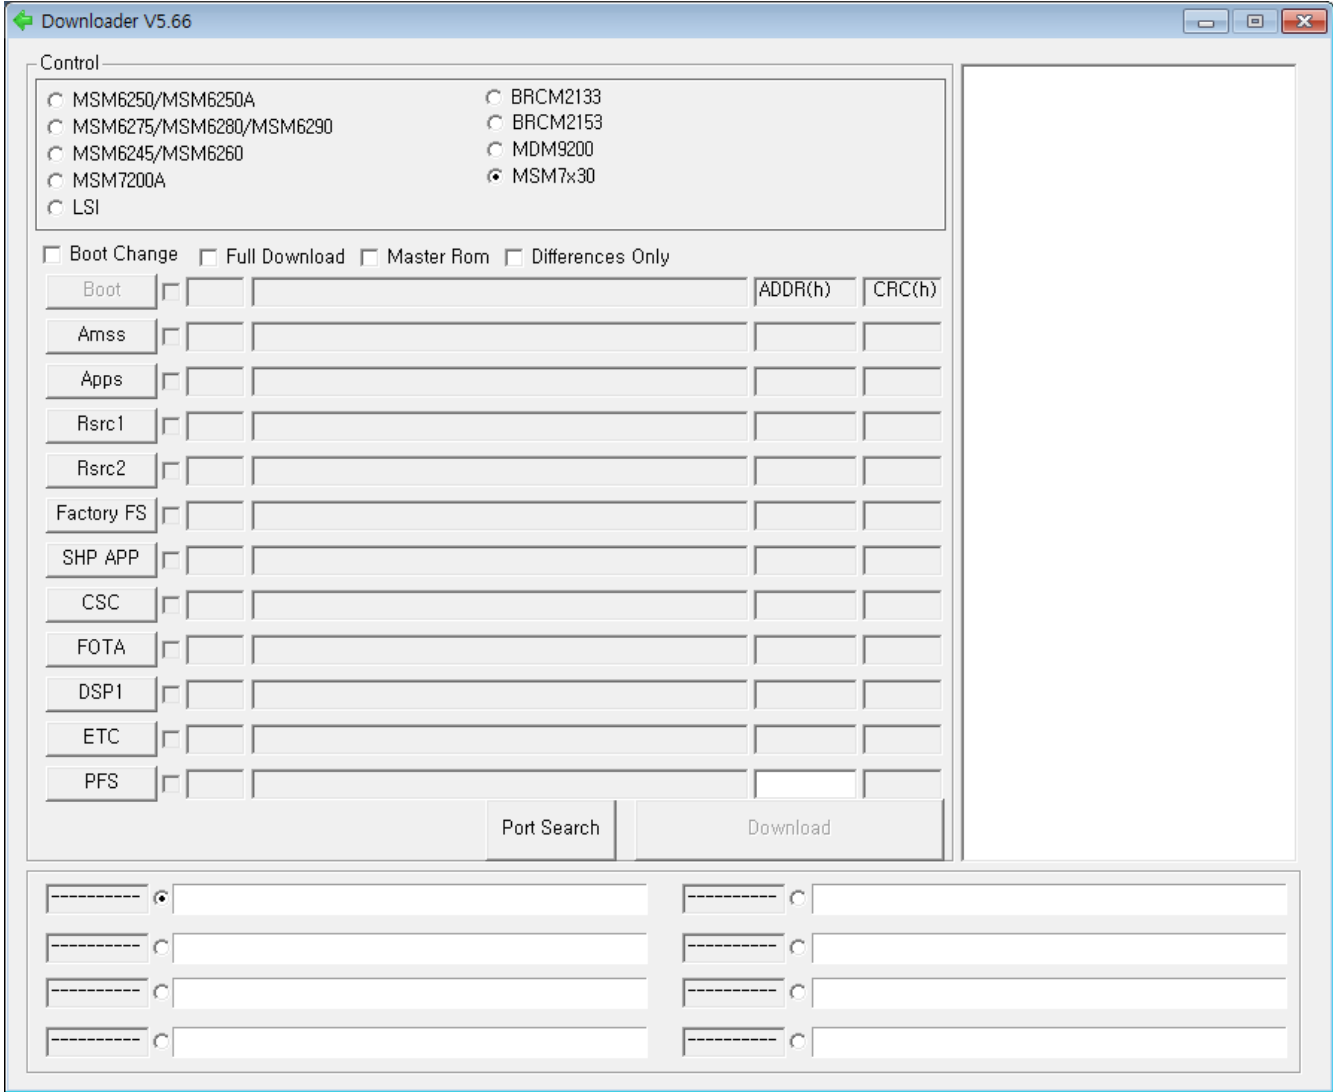 Downloader V5.66
Control
MSM6250/MSM6250A
MSM6275/MSM6280/MSM6290
MSM6245/MSM6260
MSM7200A
LSI
BRCM2133
BRCM2153
MDM9200
MSM7x30
Boot Change Full Download Master Rom Differences Only
Boot ADDR(h) CRC(h)
Amss
Apps
Rsrc1
Rsrc2
Factory FS
SHP APP
CSC
FOTA
DSP1
ETC
PFS
Port Search Download
---------- ----------
---------- ----------
---------- ----------
---------- ----------